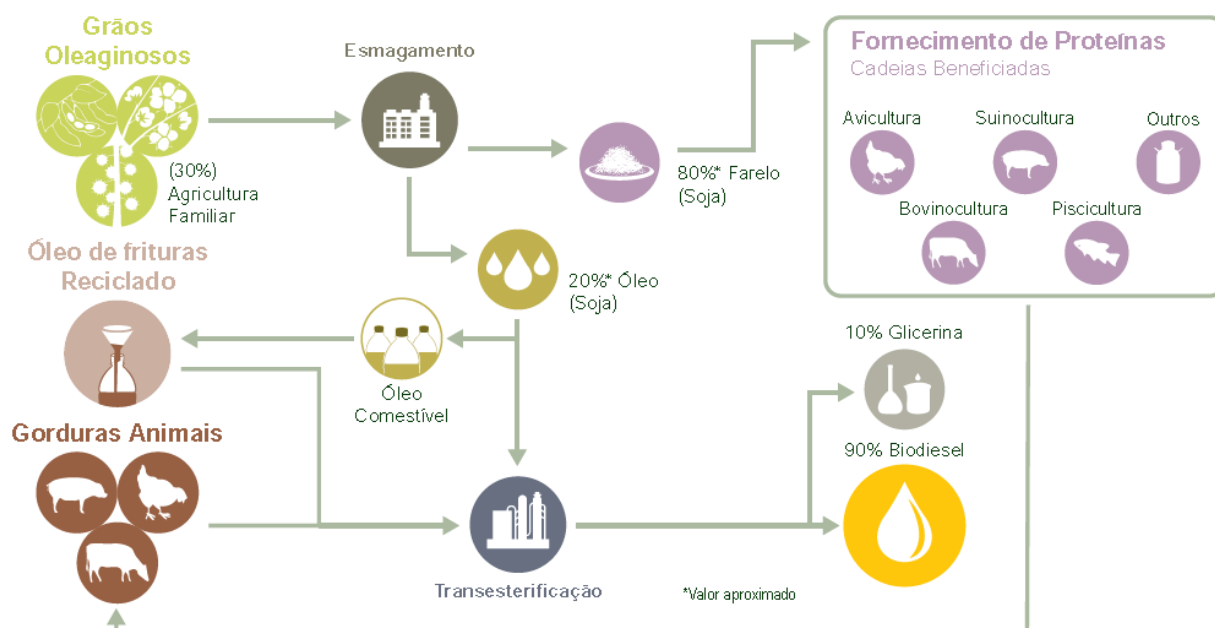 Grãos
Oleaginosos
(30%)
Agricultura
Familiar
Esmagamento
80%* Farelo
(Soja)
Fornecimento de Proteínas
Cadeias Beneficiadas
Avicultura
Suinocultura
Outros
Bovinocultura
Piscicultura
Óleo de frituras
Reciclado
20%* Óleo
(Soja)
Óleo
Comestível
10% Glicerina
Gorduras Animais
90% Biodiesel
Transesterificação
*Valor aproximado